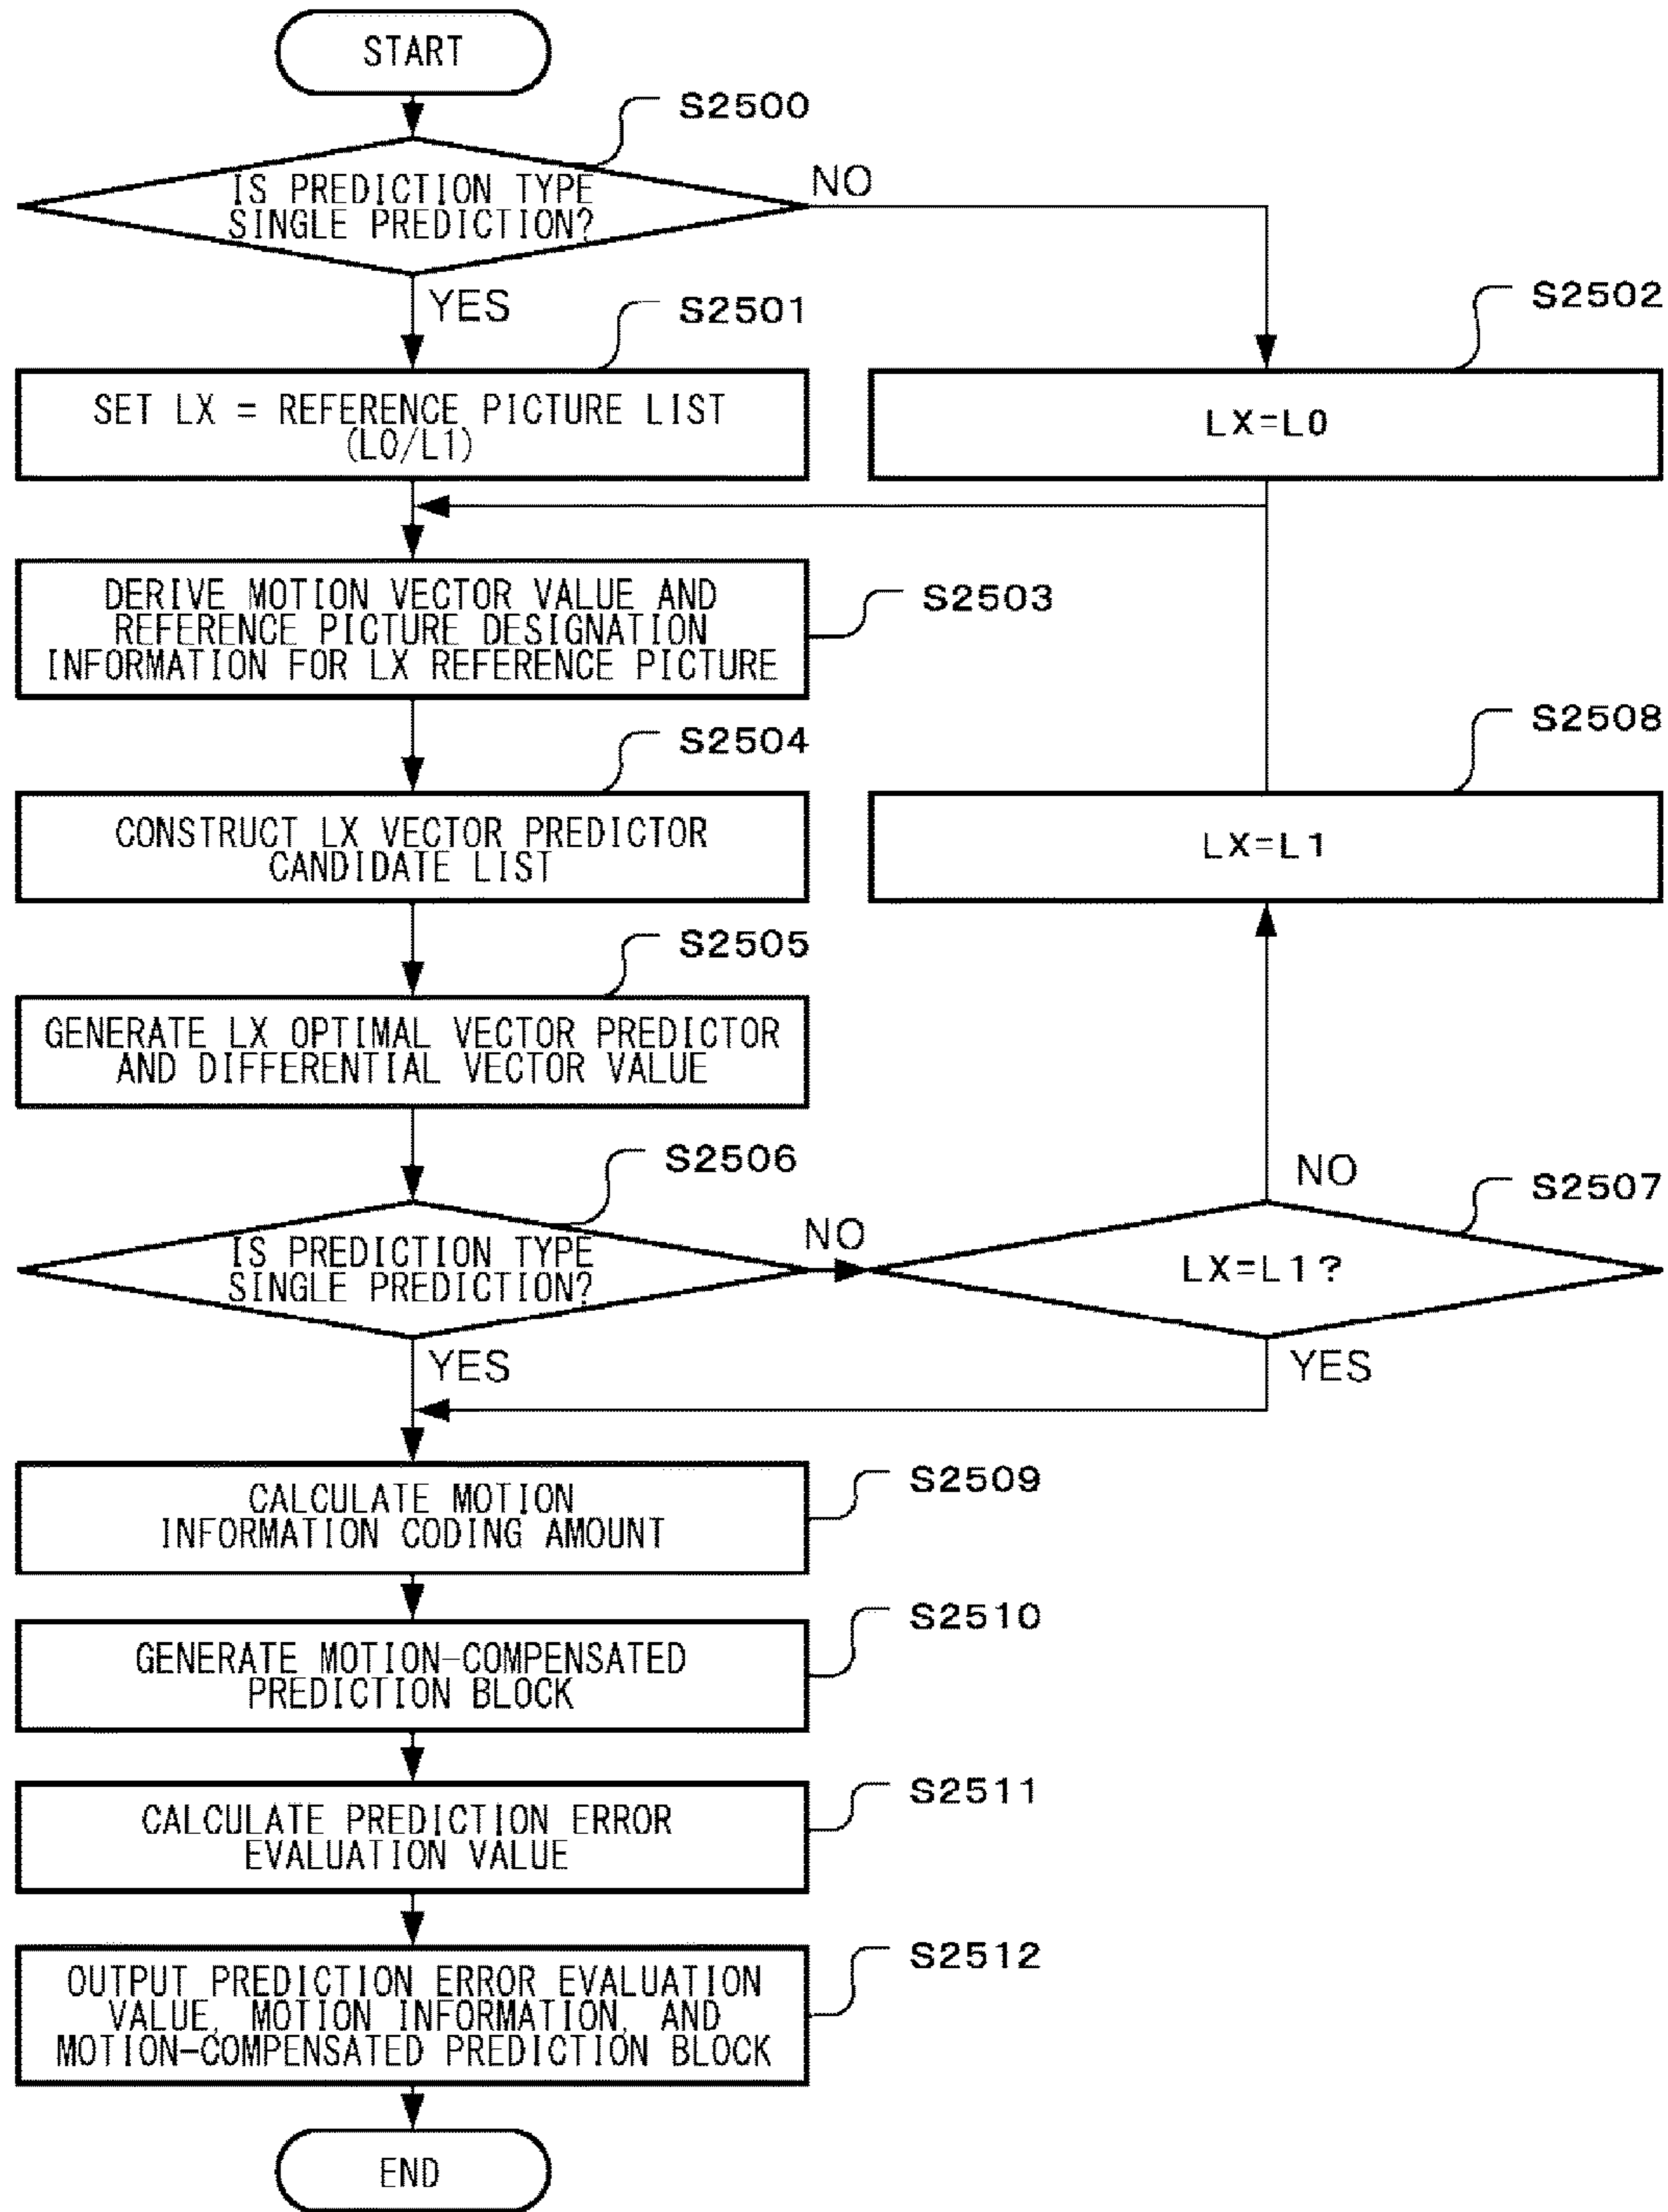 START
S2500
IS PREDICTION TYPE
SINGLE PREDICTION?
NO
YES
S2501
S2502
SET LX = REFERENCE PICTURE LIST
(L0/L1)
LX=L0
DERIVE MOTION VECTOR VALUE AND
REFERENCE PICTURE DESIGNATION
INFORMATION FOR LX REFERENCE PICTURE
S2503
S2504
S2508
CONSTRUCT LX VECTOR PREDICTOR
CANDIDATE LIST
LX=L1
S2505
GENERATE LX OPTIMAL VECTOR PREDICTOR
AND DIFFERENTIAL VECTOR VALUE
S2506
NO
S2507
IS PREDICTION TYPE
SINGLE PREDICTION?
NO
LX=L1?
YES
YES
CALCULATE MOTION
INFORMATION CODING AMOUNT
S2509
GENERATE MOTION-COMPENSATED
PREDICTION BLOCK
S2510
CALCULATE PREDICTION ERROR
EVALUATION VALUE
S2511
OUTPUT PREDICTION ERROR EVALUATION
VALUE, MOTION INFORMATION, AND
MOTION-COMPENSATED PREDICTION BLOCK
S2512
END